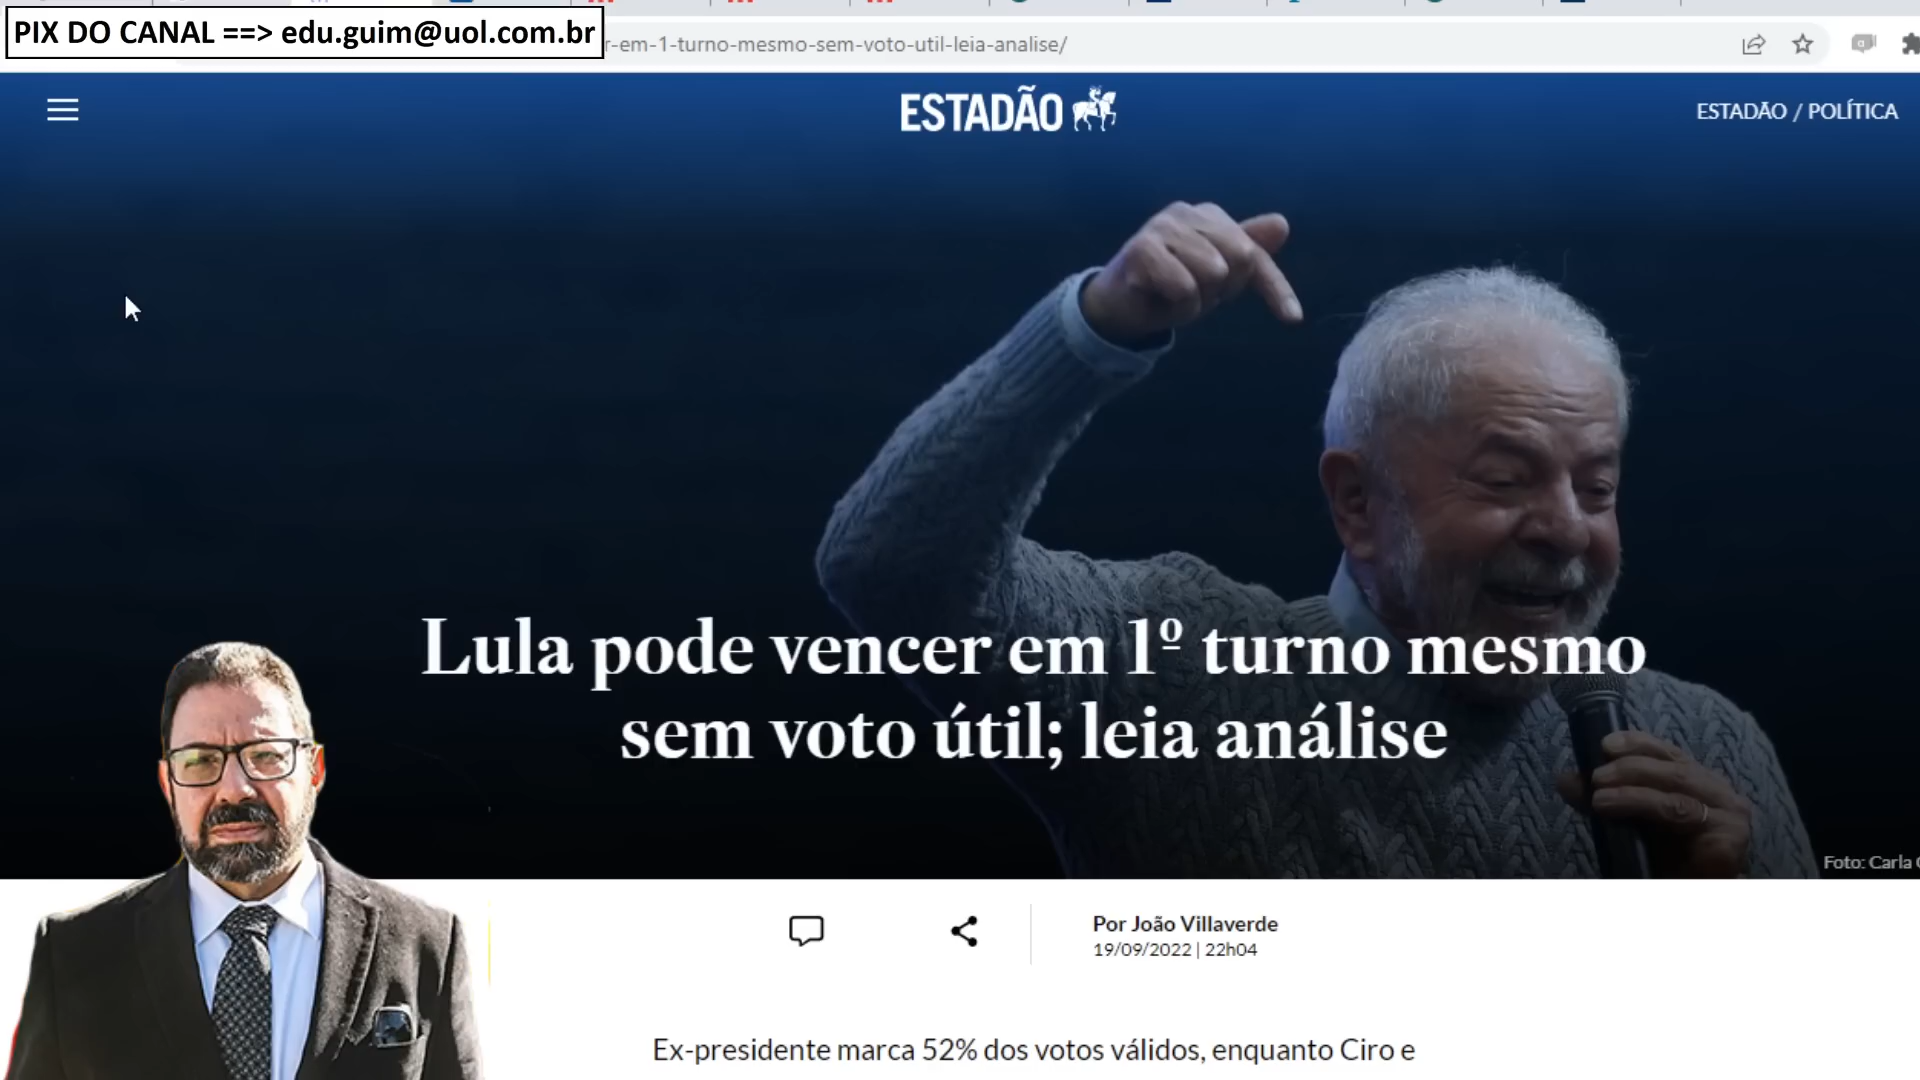 PIX DO CANAL ==> edu.guim@uol.com.br
-em-1-turno-mesmo-sem-voto-util-leia-analise/
ESTADÃO
ESTADÃO / POLÍTICA
Lula pode vencer em 1º turno mesmo
sem voto útil; leia análise
Foto: Carla
Por João Villaverde
19/09/2022 | 22h04
Ex-presidente marca 52% dos votos válidos, enquanto Ciro e